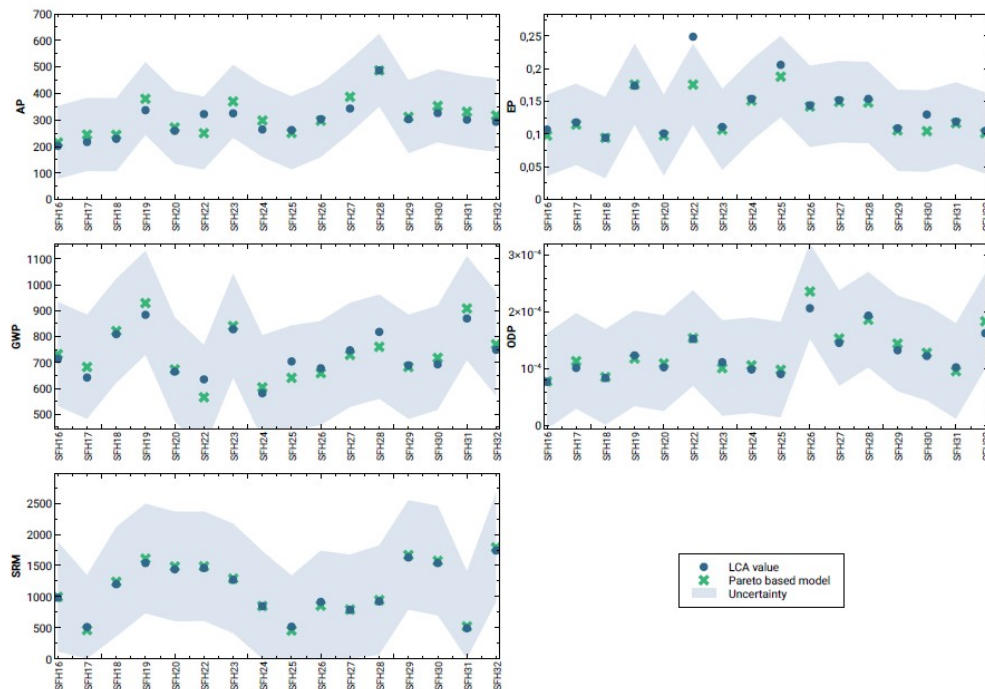 700
600
500
400
300
200
100
0
AP
SFH16 SFH17 SFH18 SFH19 SFH20 SFH22 SFH23 SFH24 SFH25 SFH26 SFH27 SFH28 SFH29 SFH30 SFH31 SFH32
0,25
0,2
0,15
0,1
0,05
0
EP
SFH16 SFH17 SFH18 SFH19 SFH20 SFH22 SFH23 SFH24 SFH25 SFH26 SFH27 SFH28 SFH29 SFH30 SFH31 SFH32
1100
1000
900
800
700
600
500
GWP
SFH16 SFH17 SFH18 SFH19 SFH20 SFH22 SFH23 SFH24 SFH25 SFH26 SFH27 SFH28 SFH29 SFH30 SFH31 SFH32
3×10⁻⁴
2×10⁻⁴
10⁻⁴
0
ODP
SFH16 SFH17 SFH18 SFH19 SFH20 SFH22 SFH23 SFH24 SFH25 SFH26 SFH27 SFH28 SFH29 SFH30 SFH31
2500
2000
1500
1000
500
0
SRM
SFH16 SFH17 SFH18 SFH19 SFH20 SFH22 SFH23 SFH24 SFH25 SFH26 SFH27 SFH28 SFH29 SFH30 SFH31 SFH32
LCA value
Pareto based model
Uncertainty